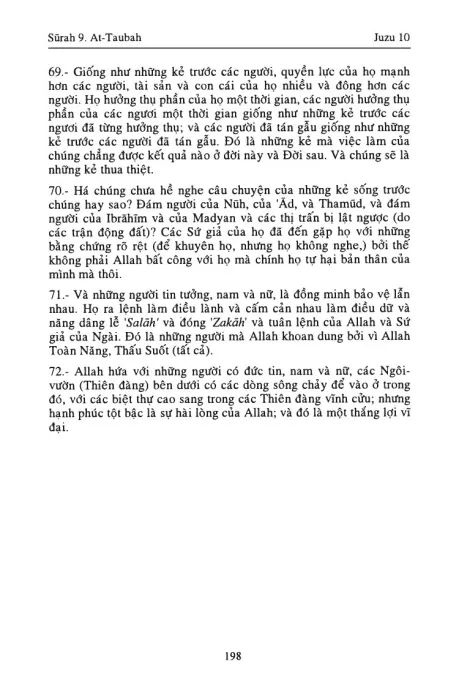 Sūrah 9. At-Taubah Juzu 10
69.- Giống như những kẻ trước các người, quyền lực của họ mạnh
hơn các người, tài sản và con cái của họ nhiều và đông hơn các
người. Họ hưởng thụ phần của họ một thời gian, các người hưởng thụ
phần của các ngươi một thời gian giống như những kẻ trước các
ngươi đã từng hưởng thụ; và các người đã tán gẫu giống như những
kẻ trước các người đã tán gẫu. Đó là những kẻ mà việc làm của
chúng chẳng được kết quả nào ở đời này và Đời sau. Và chúng sẽ là
những kẻ thua thiệt.
70.- Há chúng chưa hề nghe câu chuyện của những kẻ sống trước
chúng hay sao? Đám người của Nūh, của 'Ād, và Thamūd, và đám
người của Ibrāhīm và của Madyan và các thị trấn bị lật ngược (do
các trận động đất)? Các Sứ giả của họ đã đến gặp họ với những
bằng chứng rõ rệt (để khuyên họ, nhưng họ không nghe,) bởi thế
không phải Allah bất công với họ mà chính họ tự hại bản thân của
mình mà thôi.
71.- Và những người tin tưởng, nam và nữ, là đồng minh bảo vệ lẫn
nhau. Họ ra lệnh làm điều lành và cấm cản nhau làm điều dữ và
năng dâng lễ 'Salāh' và đóng 'Zakāh' và tuân lệnh của Allah và Sứ
giả của Ngài. Đó là những người mà Allah khoan dung bởi vì Allah
Toàn Năng, Thấu Suốt (tất cả).
72.- Allah hứa với những người có đức tin, nam và nữ, các Ngôi-
vườn (Thiên đàng) bên dưới có các dòng sông chảy để vào ở trong
đó, với các biệt thự cao sang trong các Thiên đàng vĩnh cửu; nhưng
hạnh phúc tột bậc là sự hài lòng của Allah; và đó là một thắng lợi vĩ
đại.
198